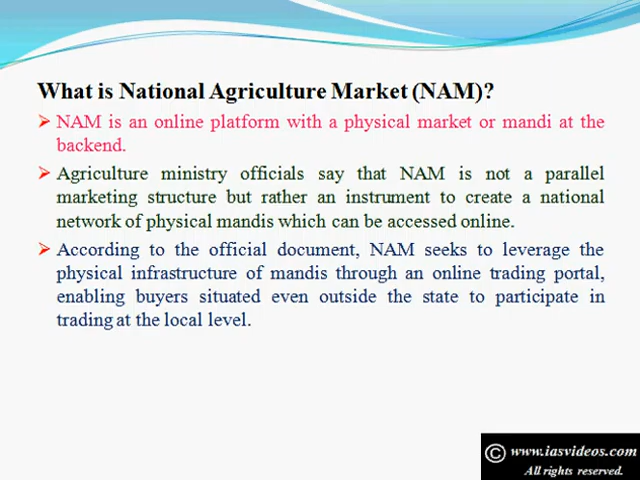 What is National Agriculture Market (NAM)?
NAM is an online platform with a physical market or mandi at the
backend.
Agriculture ministry officials say that NAM is not a parallel
marketing structure but rather an instrument to create a national
network of physical mandis which can be accessed online.
According to the official document, NAM seeks to leverage the
physical infrastructure of mandis through an online trading portal,
enabling buyers situated even outside the state to participate in
trading at the local level.
© www.iasvideos.com
All rights reserved.